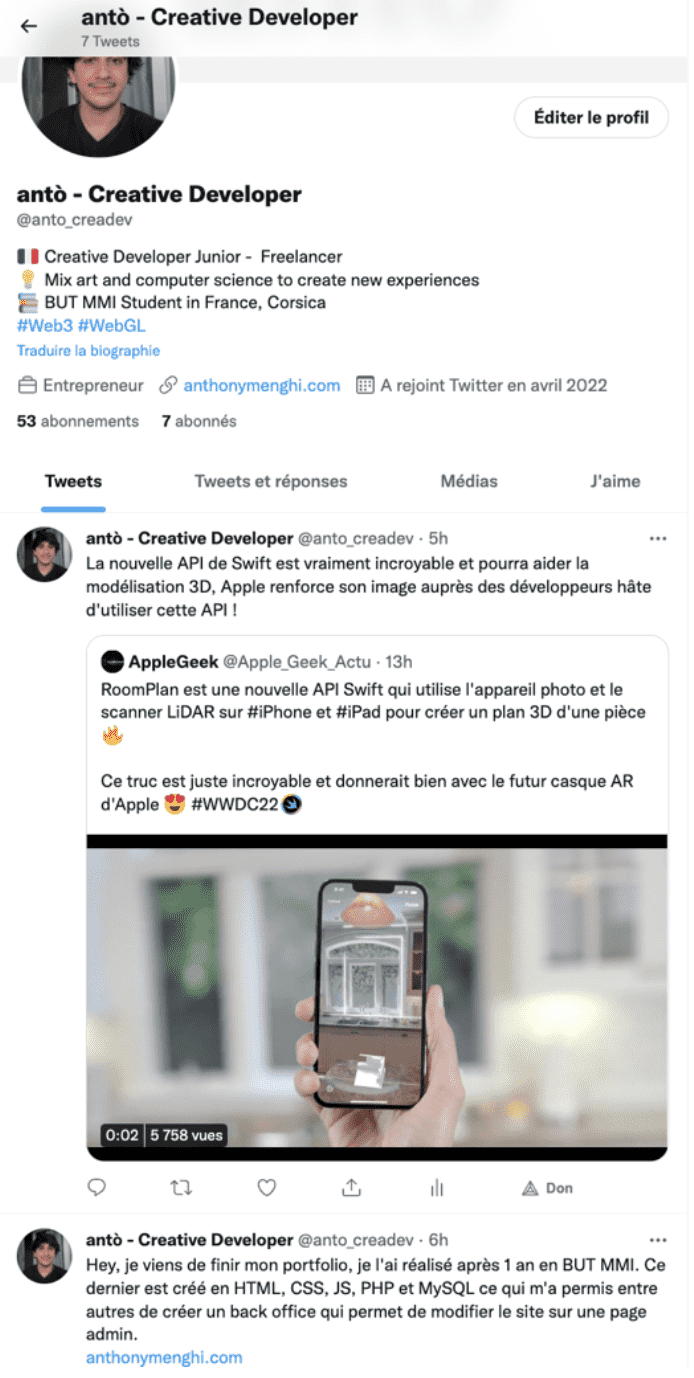 antò - Creative Developer
7 Tweets
Éditer le profil
antò - Creative Developer
@anto_creadev
🇫🇷 Creative Developer Junior - Freelancer
💡 Mix art and computer science to create new experiences
📚 BUT MMI Student in France, Corsica
#Web3 #WebGL
Traduire la biographie
Entrepreneur anthonymenghi.com A rejoint Twitter en avril 2022
53 abonnements 7 abonnés
Tweets Tweets et réponses Médias J'aime
antò - Creative Developer @anto_creadev · 5h
La nouvelle API de Swift est vraiment incroyable et pourra aider la
modélisation 3D, Apple renforce son image auprès des développeurs hâte
d'utiliser cette API !
AppleGeek @Apple_Geek_Actu · 13h
RoomPlan est une nouvelle API Swift qui utilise l'appareil photo et le
scanner LiDAR sur #iPhone et #iPad pour créer un plan 3D d'une pièce
🔥
Ce truc est juste incroyable et donnerait bien avec le futur casque AR
d'Apple 😍 #WWDC22
0:02 5 758 vues
Don
antò - Creative Developer @anto_creadev · 6h
Hey, je viens de finir mon portfolio, je l'ai réalisé après 1 an en BUT MMI. Ce
dernier est créé en HTML, CSS, JS, PHP et MySQL ce qui m'a permis entre
autres de créer un back office qui permet de modifier le site sur une page
admin.
anthonymenghi.com